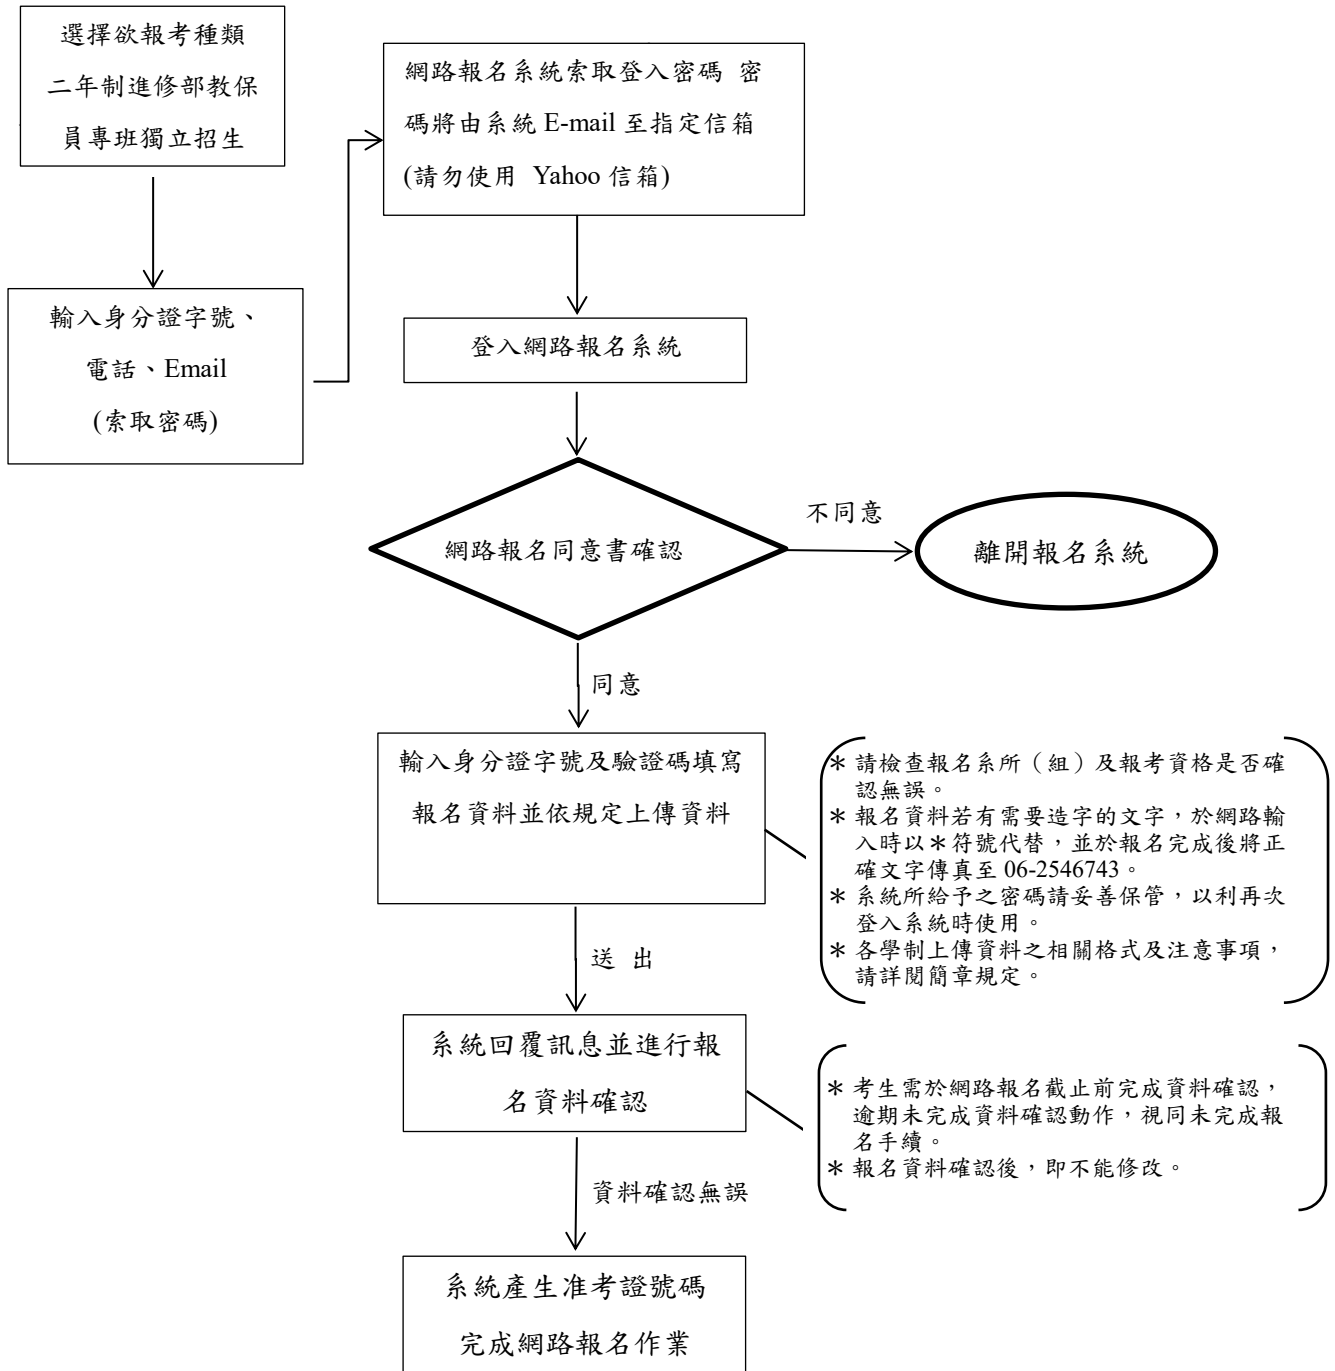 選擇欲報考種類
二年制進修部教保
員專班獨立招生
輸入身分證字號、
電話、Email
(索取密碼)
網路報名系統索取登入密碼 密
碼將由系統 E-mail 至指定信箱
(請勿使用 Yahoo 信箱)
登入網路報名系統
網路報名同意書確認
不同意
離開報名系統
同意
輸入身分證字號及驗證碼填寫
報名資料並依規定上傳資料
＊請檢查報名系所（組）及報考資格是否確
認無誤。
＊報名資料若有需要造字的文字，於網路輸
入時以＊符號代替，並於報名完成後將正
確文字傳真至 06-2546743。
＊系統所給予之密碼請妥善保管，以利再次
登入系統時使用。
＊各學制上傳資料之相關格式及注意事項，
請詳閱簡章規定。
送 出
系統回覆訊息並進行報
名資料確認
＊考生需於網路報名截止前完成資料確認，
逾期未完成資料確認動作，視同未完成報
名手續。
＊報名資料確認後，即不能修改。
資料確認無誤
系統產生准考證號碼
完成網路報名作業